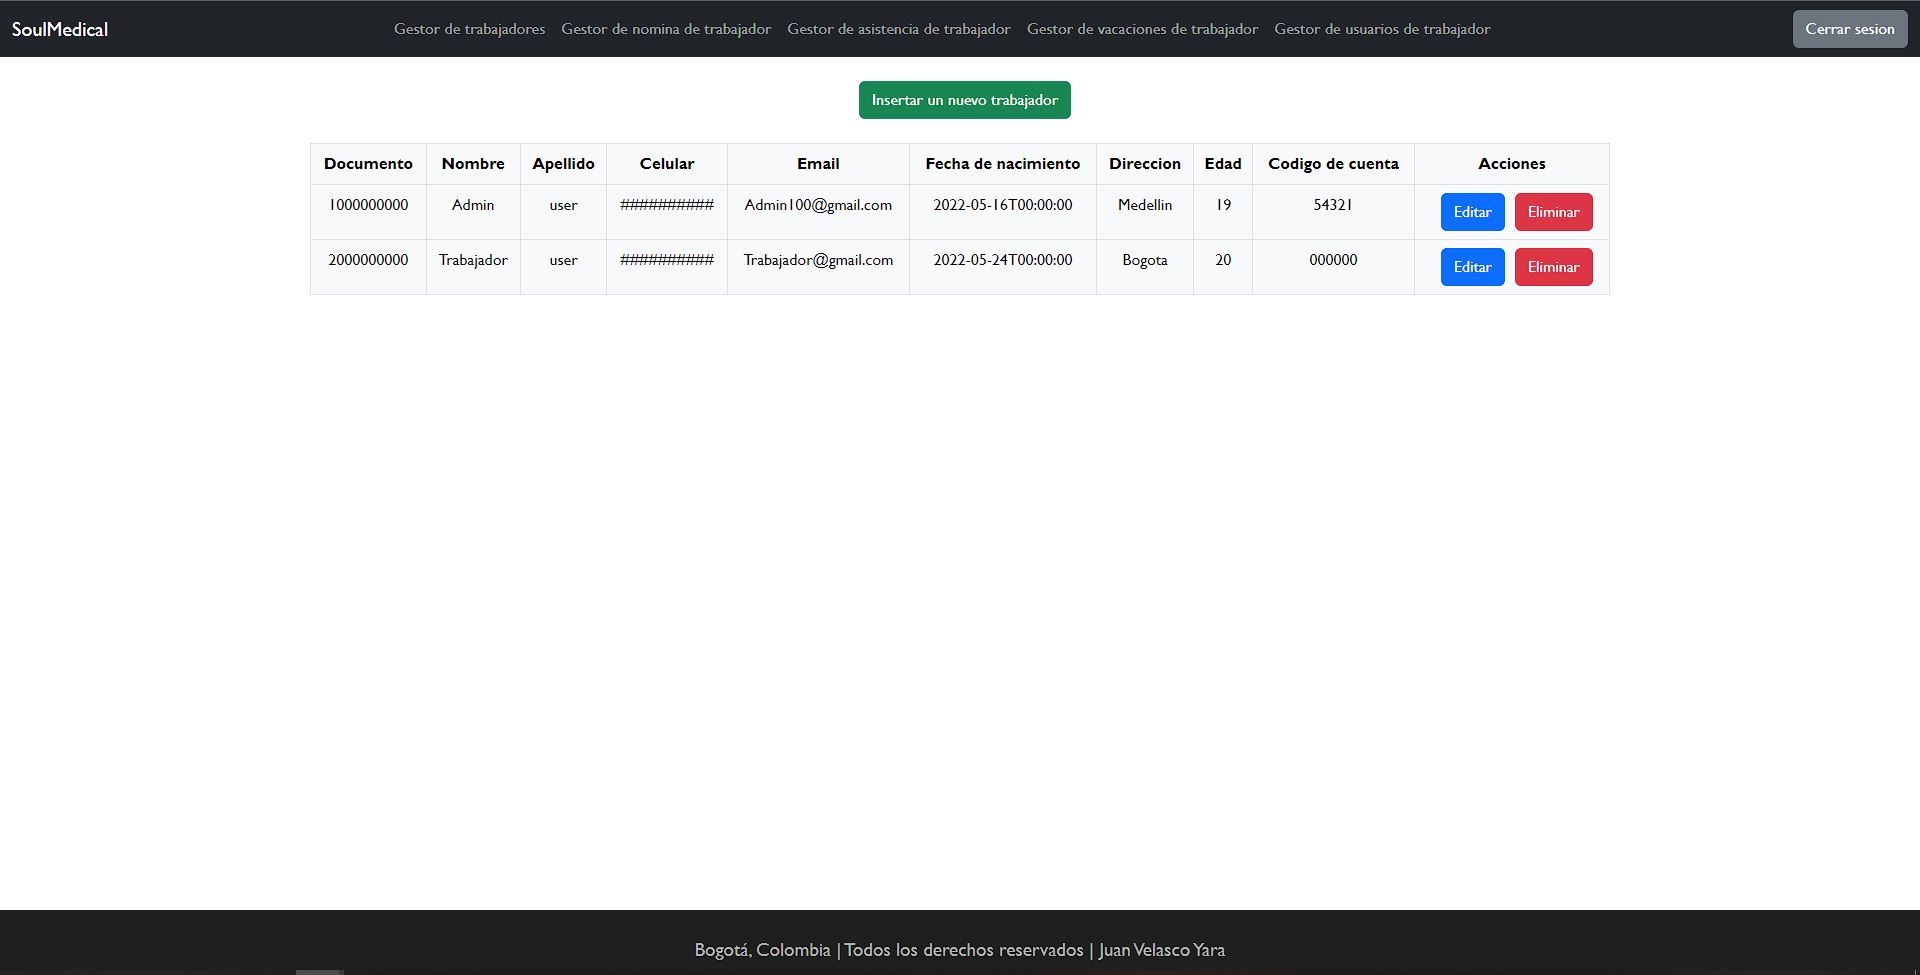 SoulMedical Gestor de trabajadores Gestor de nomina de trabajador Gestor de asistencia de trabajador Gestor de vacaciones de trabajador Gestor de usuarios de trabajador Cerrar sesion
Insertar un nuevo trabajador
Documento Nombre Apellido Celular Email Fecha de nacimiento Direccion Edad Codigo de cuenta Acciones
1000000000 Admin user ########## Admin100@gmail.com 2022-05-16T00:00:00 Medellin 19 54321 Editar Eliminar
2000000000 Trabajador user ########## Trabajador@gmail.com 2022-05-24T00:00:00 Bogota 20 000000 Editar Eliminar
Bogotá, Colombia | Todos los derechos reservados | Juan Velasco Yara